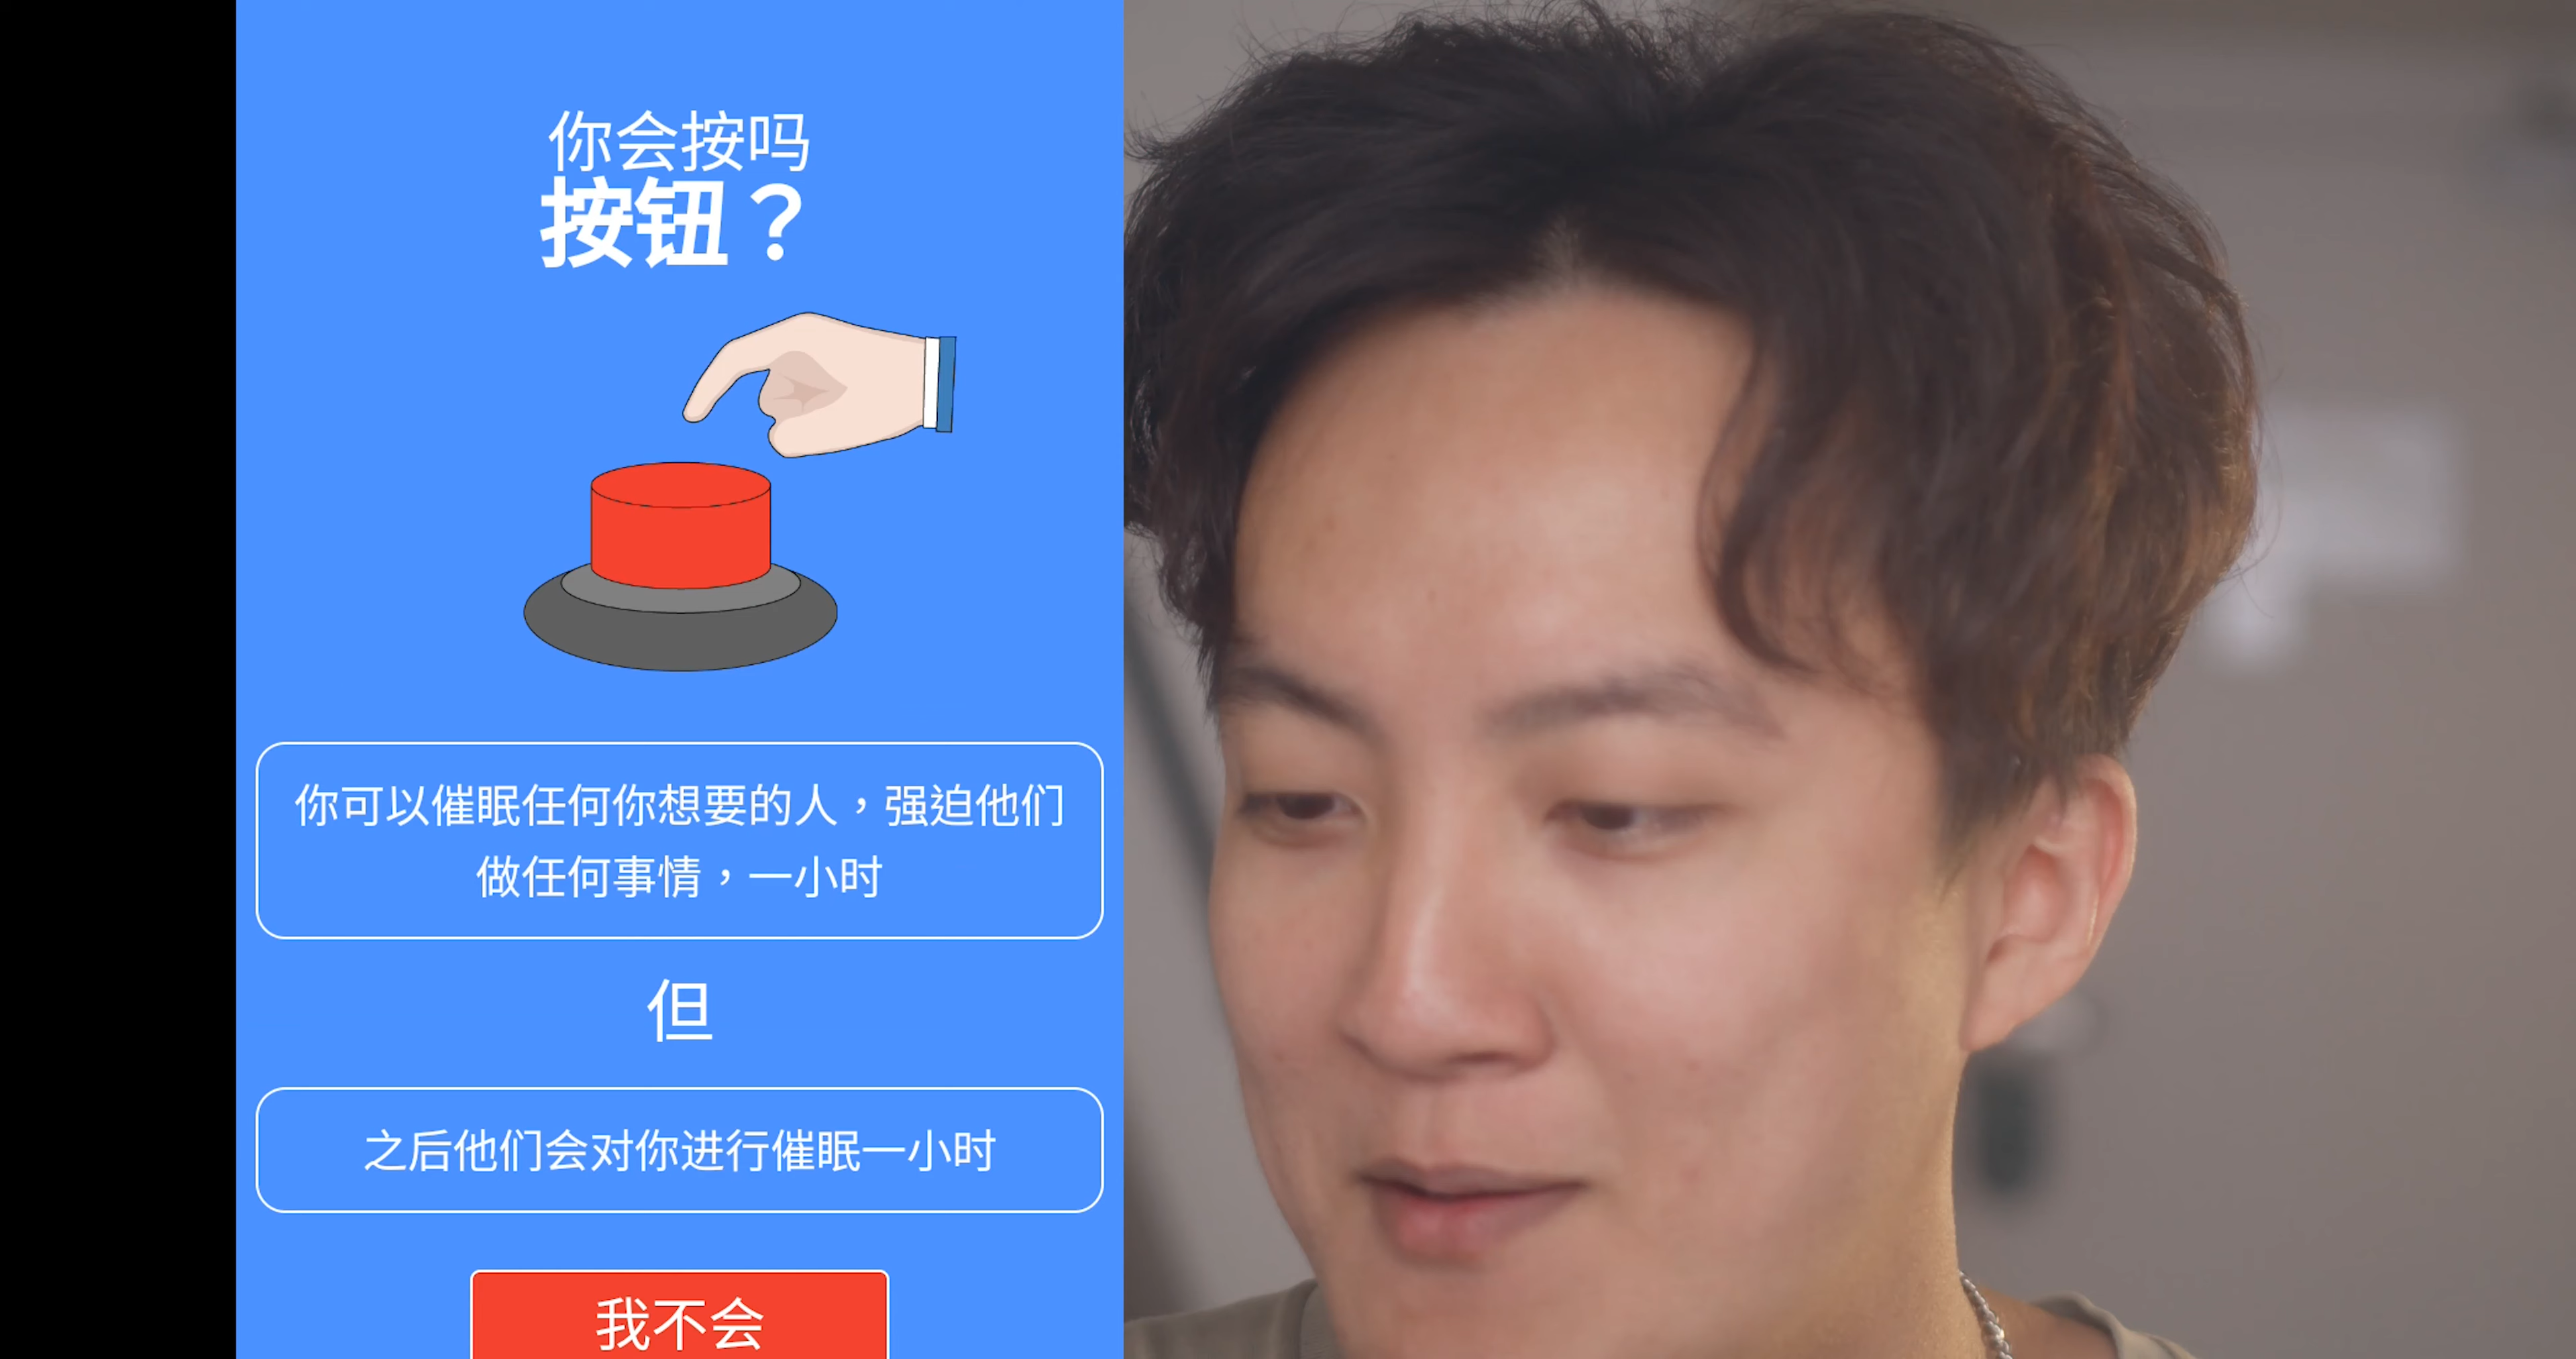 你会按吗
按钮？
你可以催眠任何你想要的人，强迫他们
做任何事情，一小时
但
之后他们会对你进行催眠一小时
我不会